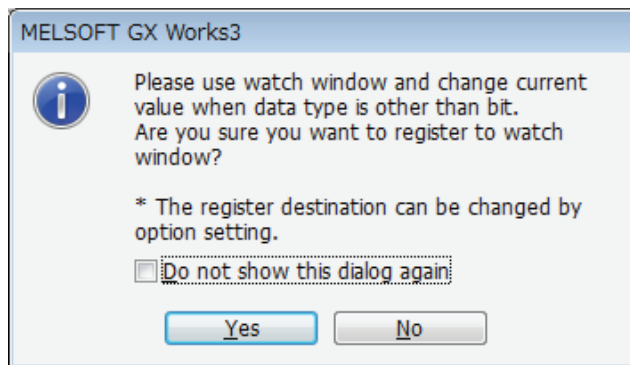 MELSOFT GX Works3
Please use watch window and change current
value when data type is other than bit.
Are you sure you want to register to watch
window?
* The register destination can be changed by
option setting.
Do not show this dialog again
Yes
No